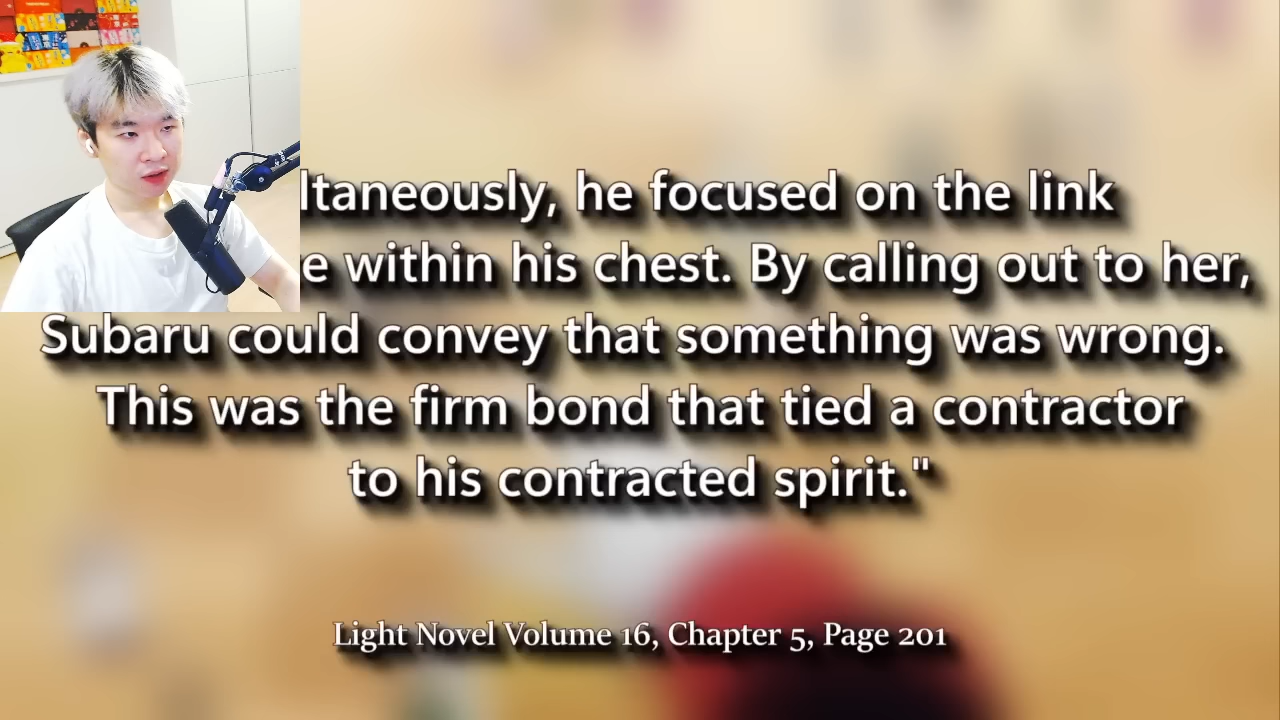 ltaneously, he focused on the link
e within his chest. By calling out to her,
Subaru could convey that something was wrong.
This was the firm bond that tied a contractor
to his contracted spirit."
Light Novel Volume 16, Chapter 5, Page 201